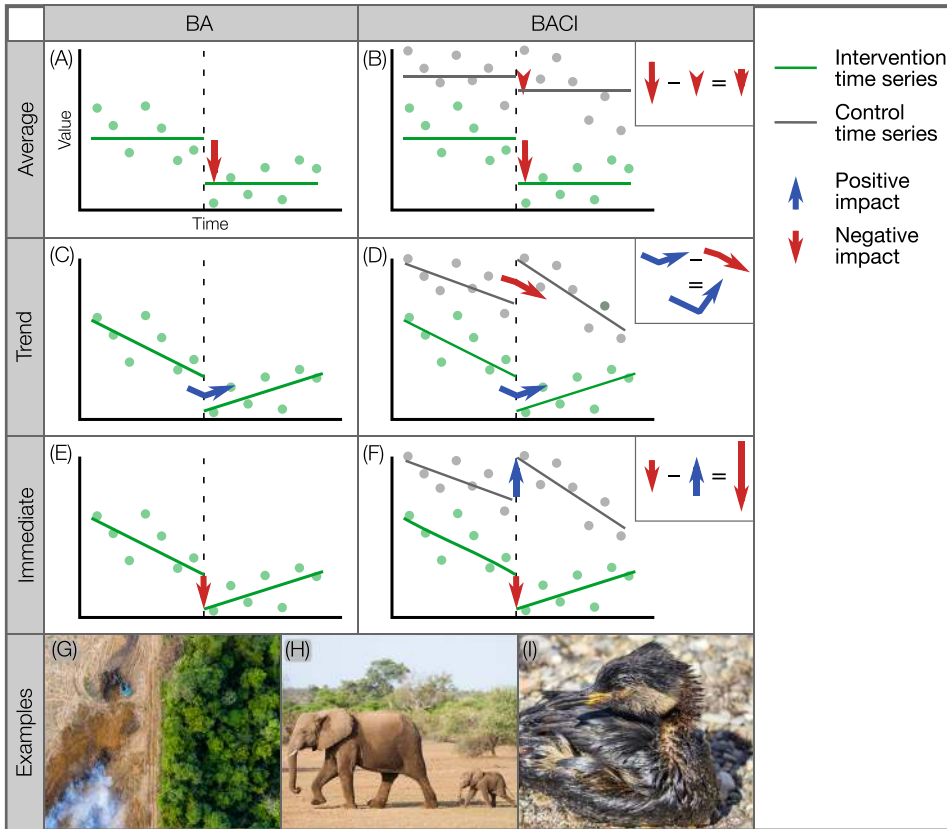 BA
BACI
Average
(A)
Value
Time
(B)
− =
Intervention
time series
Control
time series
Positive
impact
Negative
impact
Trend
(C)
(D)
−
=
Immediate
(E)
(F)
− =
Examples
(G)
(H)
(I)